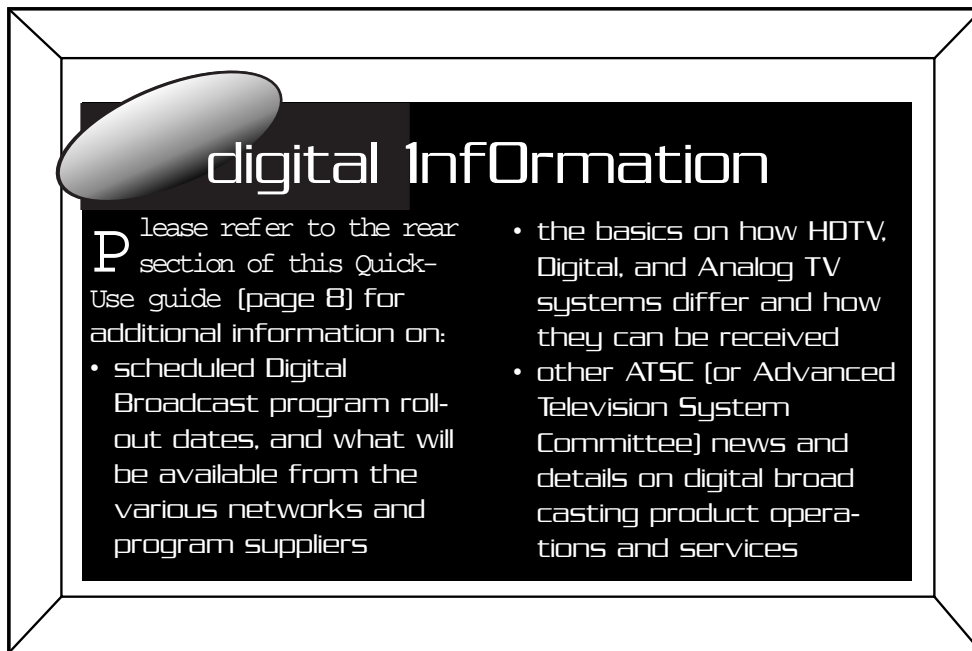 digital 1nf0rmation
Please refer to the rear
section of this Quick-
Use guide (page 8) for
additional information on:
• scheduled Digital
Broadcast program roll-
out dates, and what will
be available from the
various networks and
program suppliers
• the basics on how HDTV,
Digital, and Analog TV
systems differ and how
they can be received
• other ATSC (or Advanced
Television System
Committee) news and
details on digital broad
casting product opera-
tions and services